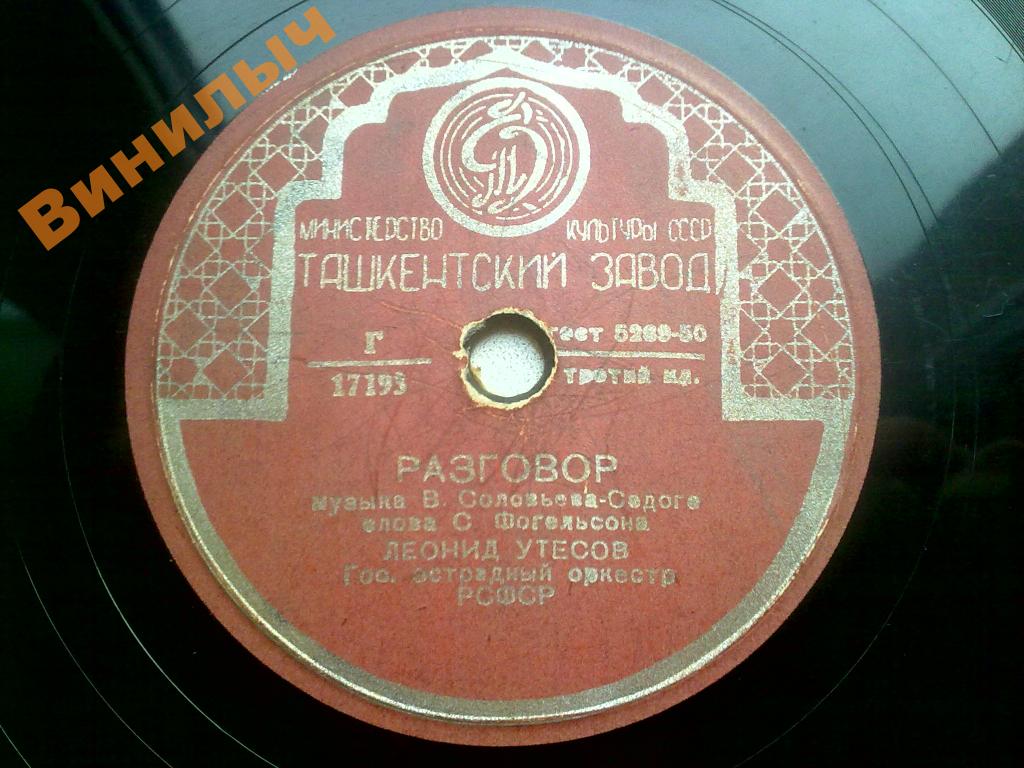 Винилыч
МИНИСТЕРСТВО КУЛЬТУРЫ СССР
ТАШКЕНТСКИЙ ЗАВОД
Г
17193
гост 5289-50
третий кл.
РАЗГОВОР
музыка В. Соловьева-Седого
слова С. Фогельсона
ЛЕОНИД УТЕСОВ
Гос. эстрадный оркестр
РСФСР